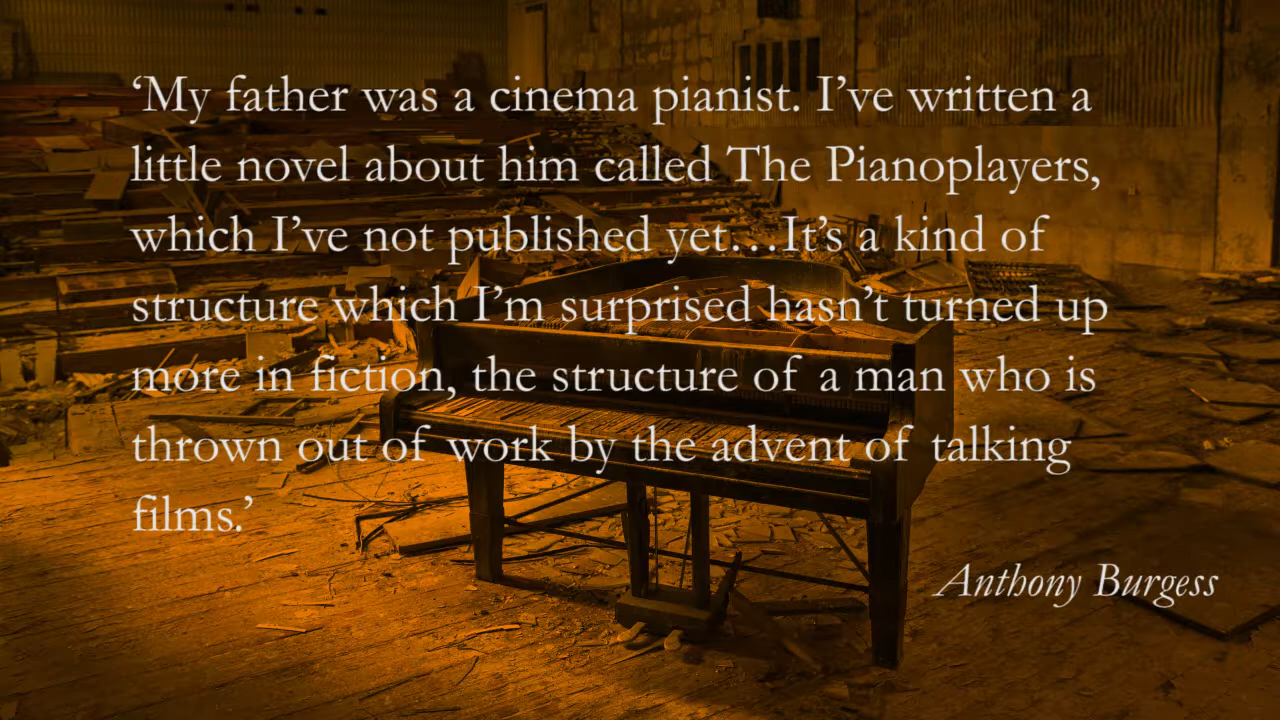 ‘My father was a cinema pianist. I’ve written a
little novel about him called The Pianoplayers,
which I’ve not published yet…It’s a kind of
structure which I’m surprised hasn’t turned up
more in fiction, the structure of a man who is
thrown out of work by the advent of talking
films.’
Anthony Burgess